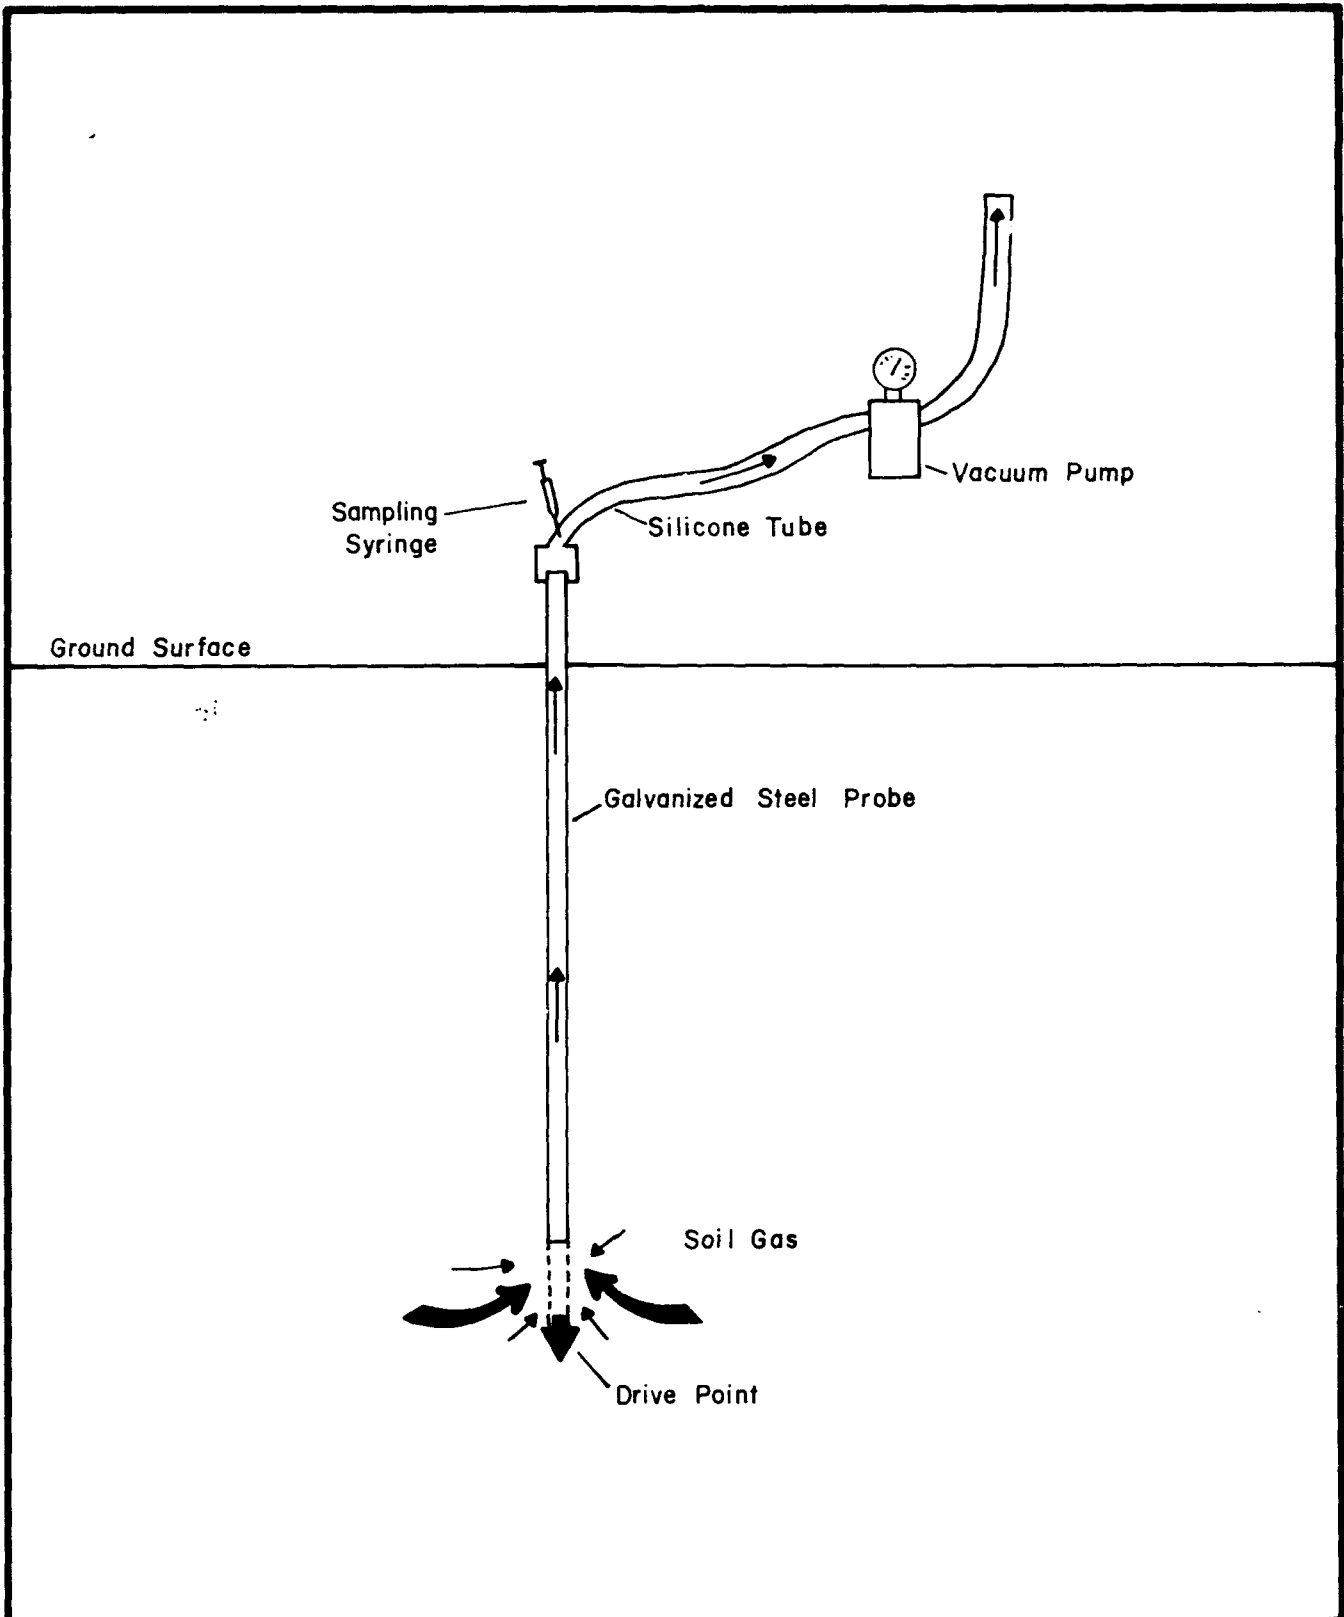 Vacuum Pump
Sampling
Syringe
Silicone Tube
Ground Surface
Galvanized Steel Probe
Soil Gas
Drive Point